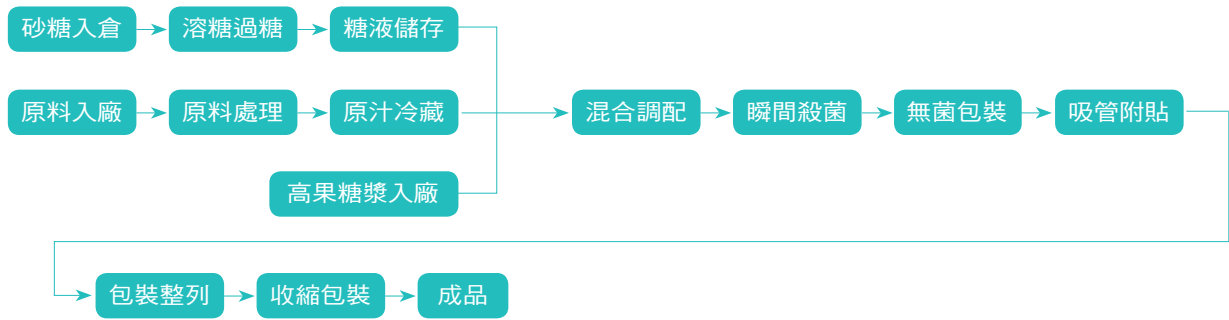 砂糖入倉
溶糖過糖
糖液儲存
原料入廠
原料處理
原汁冷藏
混合調配
瞬間殺菌
無菌包裝
吸管附貼
高果糖漿入廠
包裝整列
收縮包裝
成品